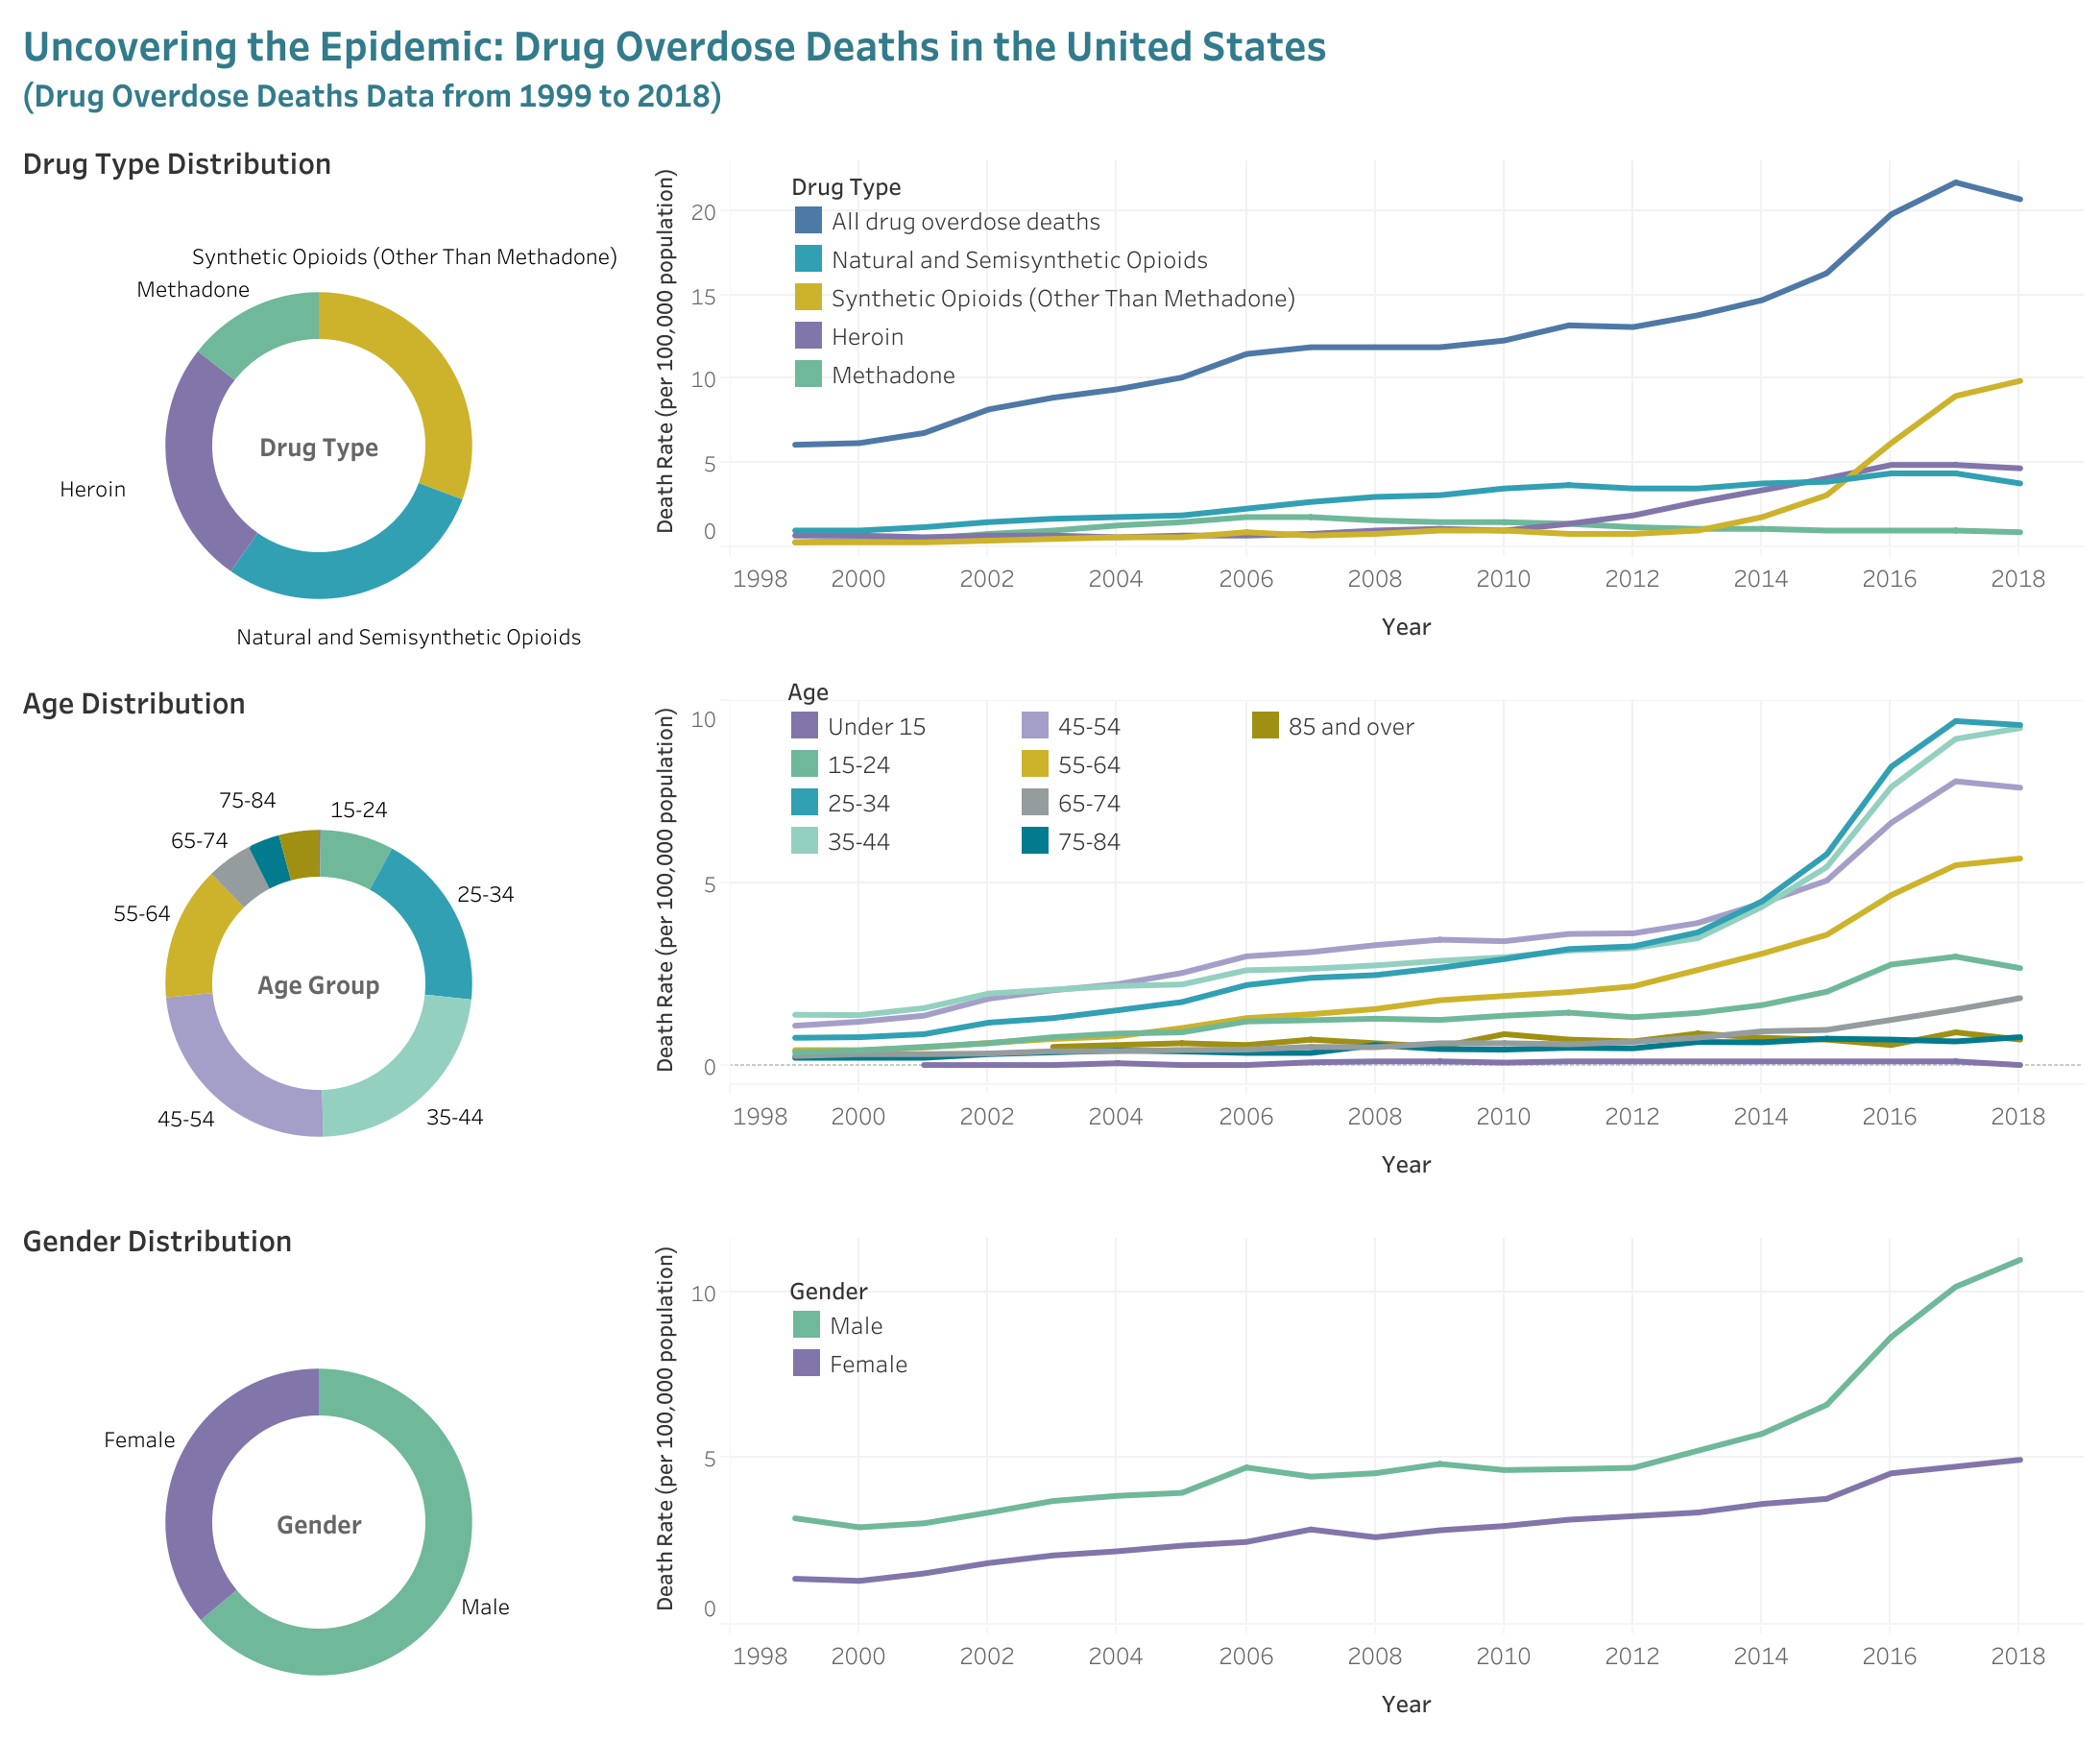 Uncovering the Epidemic: Drug Overdose Deaths in the United States
(Drug Overdose Deaths Data from 1999 to 2018)
Drug Type Distribution
Synthetic Opioids (Other Than Methadone)
Methadone
Drug Type
Heroin
Natural and Semisynthetic Opioids
Death Rate (per 100,000 population)
20
15
10
5
0
Drug Type
All drug overdose deaths
Natural and Semisynthetic Opioids
Synthetic Opioids (Other Than Methadone)
Heroin
Methadone
1998 2000 2002 2004 2006 2008 2010 2012 2014 2016 2018
Year
Age Distribution
75-84
15-24
65-74
25-34
55-64
Age Group
45-54
35-44
Death Rate (per 100,000 population)
10
5
0
Age
Under 15 45-54 85 and over
15-24 55-64
25-34 65-74
35-44 75-84
1998 2000 2002 2004 2006 2008 2010 2012 2014 2016 2018
Year
Gender Distribution
Female
Gender
Male
Death Rate (per 1000,000 population)
10
5
0
Gender
Male
Female
1998 2000 2002 2004 2006 2008 2010 2012 2014 2016 2018
Year